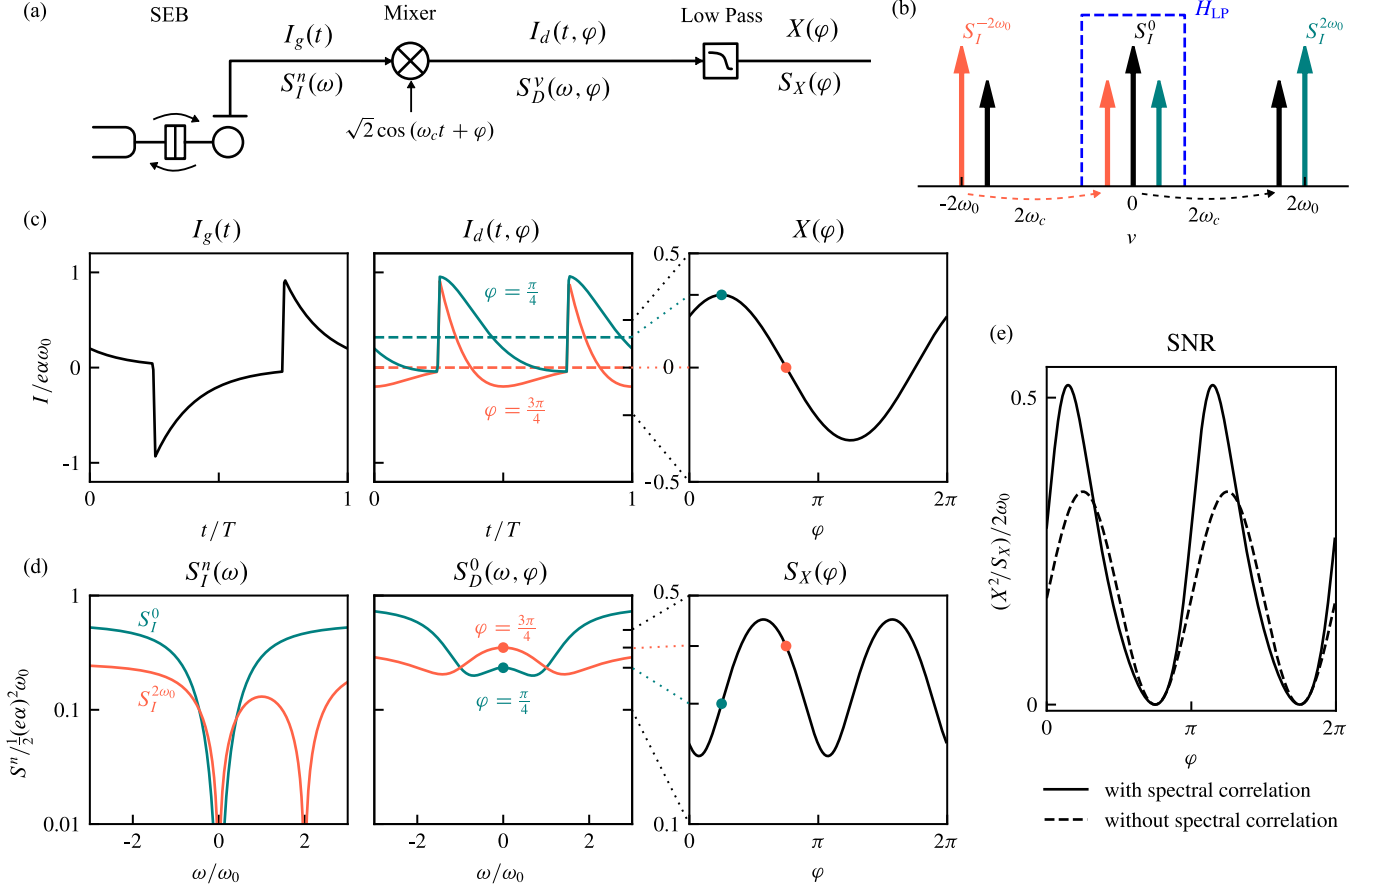 (a)
SEB
Mixer
Low Pass
I_g(t)
I_d(t, φ)
X(φ)
S_I^n(ω)
S_D^ν(ω, φ)
S_X(φ)
√2 cos (ω_c t + φ)
(b)
H_LP
S_I^{-2ω_0}
S_I^0
S_I^{2ω_0}
-2ω_0
2ω_c
0
2ω_c
2ω_0
ν
(c)
I_g(t)
I_d(t, φ)
X(φ)
I/eαω_0
1
0
-1
0
1
t/T
φ = π/4
φ = 3π/4
0
1
t/T
0.5
0
-0.5
0
π
2π
φ
(d)
S_I^n(ω)
S_D^0(ω, φ)
S_X(φ)
S^n/½(eα)^2ω_0
1
0.1
0.01
S_I^0
S_I^{2ω_0}
-2
0
2
ω/ω_0
φ = 3π/4
φ = π/4
-2
0
2
ω/ω_0
0.5
0.1
0
π
2π
φ
(e)
SNR
(X^2/S_X)/2ω_0
0.5
0
0
π
2π
φ
with spectral correlation
without spectral correlation